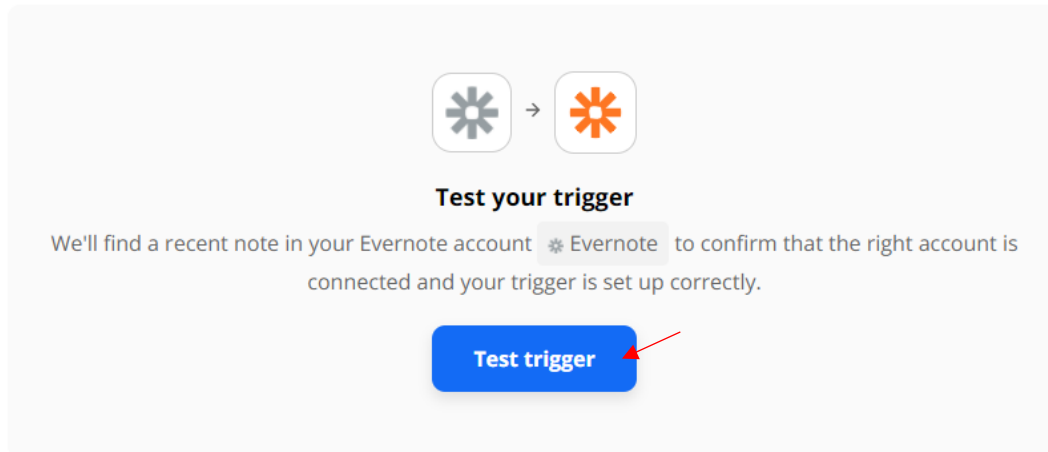 Test your trigger
We'll find a recent note in your Evernote account Evernote to confirm that the right account is
connected and your trigger is set up correctly.
Test trigger